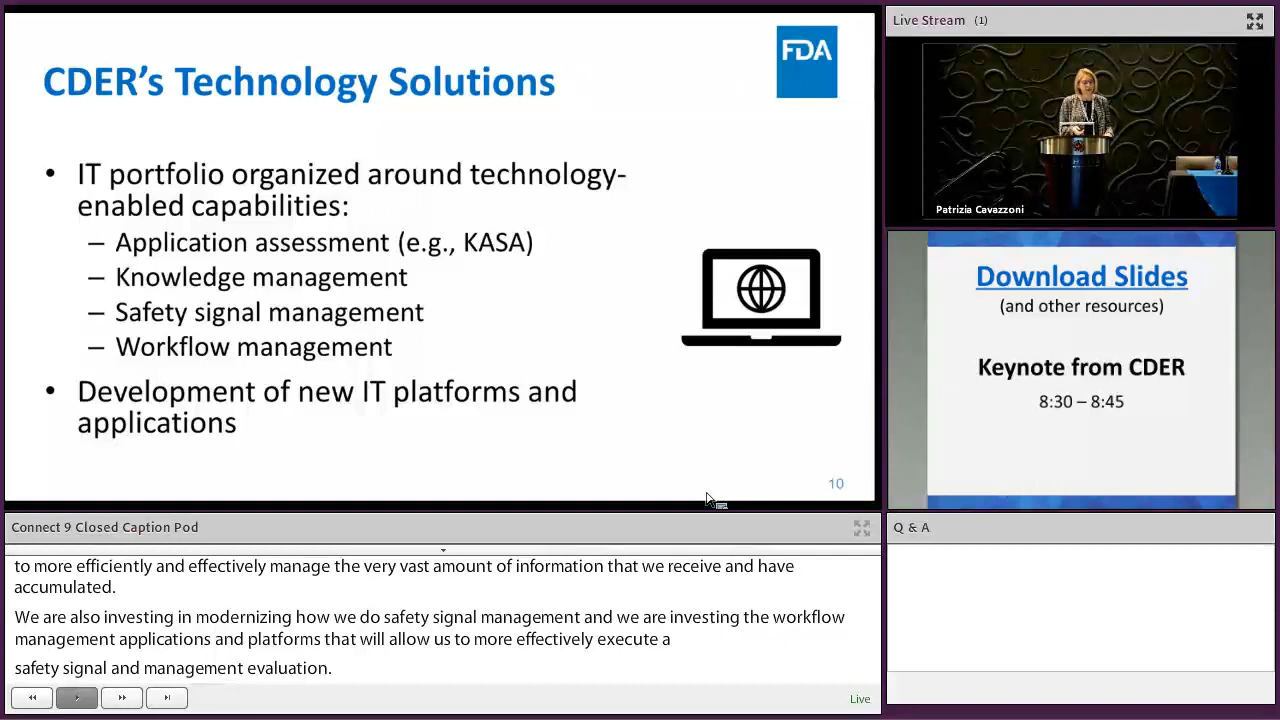 FDA
CDER's Technology Solutions
• IT portfolio organized around technology-
enabled capabilities:
– Application assessment (e.g., KASA)
– Knowledge management
– Safety signal management
– Workflow management
• Development of new IT platforms and
applications
10
Live Stream (1)
Patrizia Cavazzoni
Download Slides
(and other resources)
Keynote from CDER
8:30 – 8:45
Connect 9 Closed Caption Pod
to more efficiently and effectively manage the very vast amount of information that we receive and have
accumulated.
We are also investing in modernizing how we do safety signal management and we are investing the workflow
management applications and platforms that will allow us to more effectively execute a
safety signal and management evaluation.
Live
Q & A